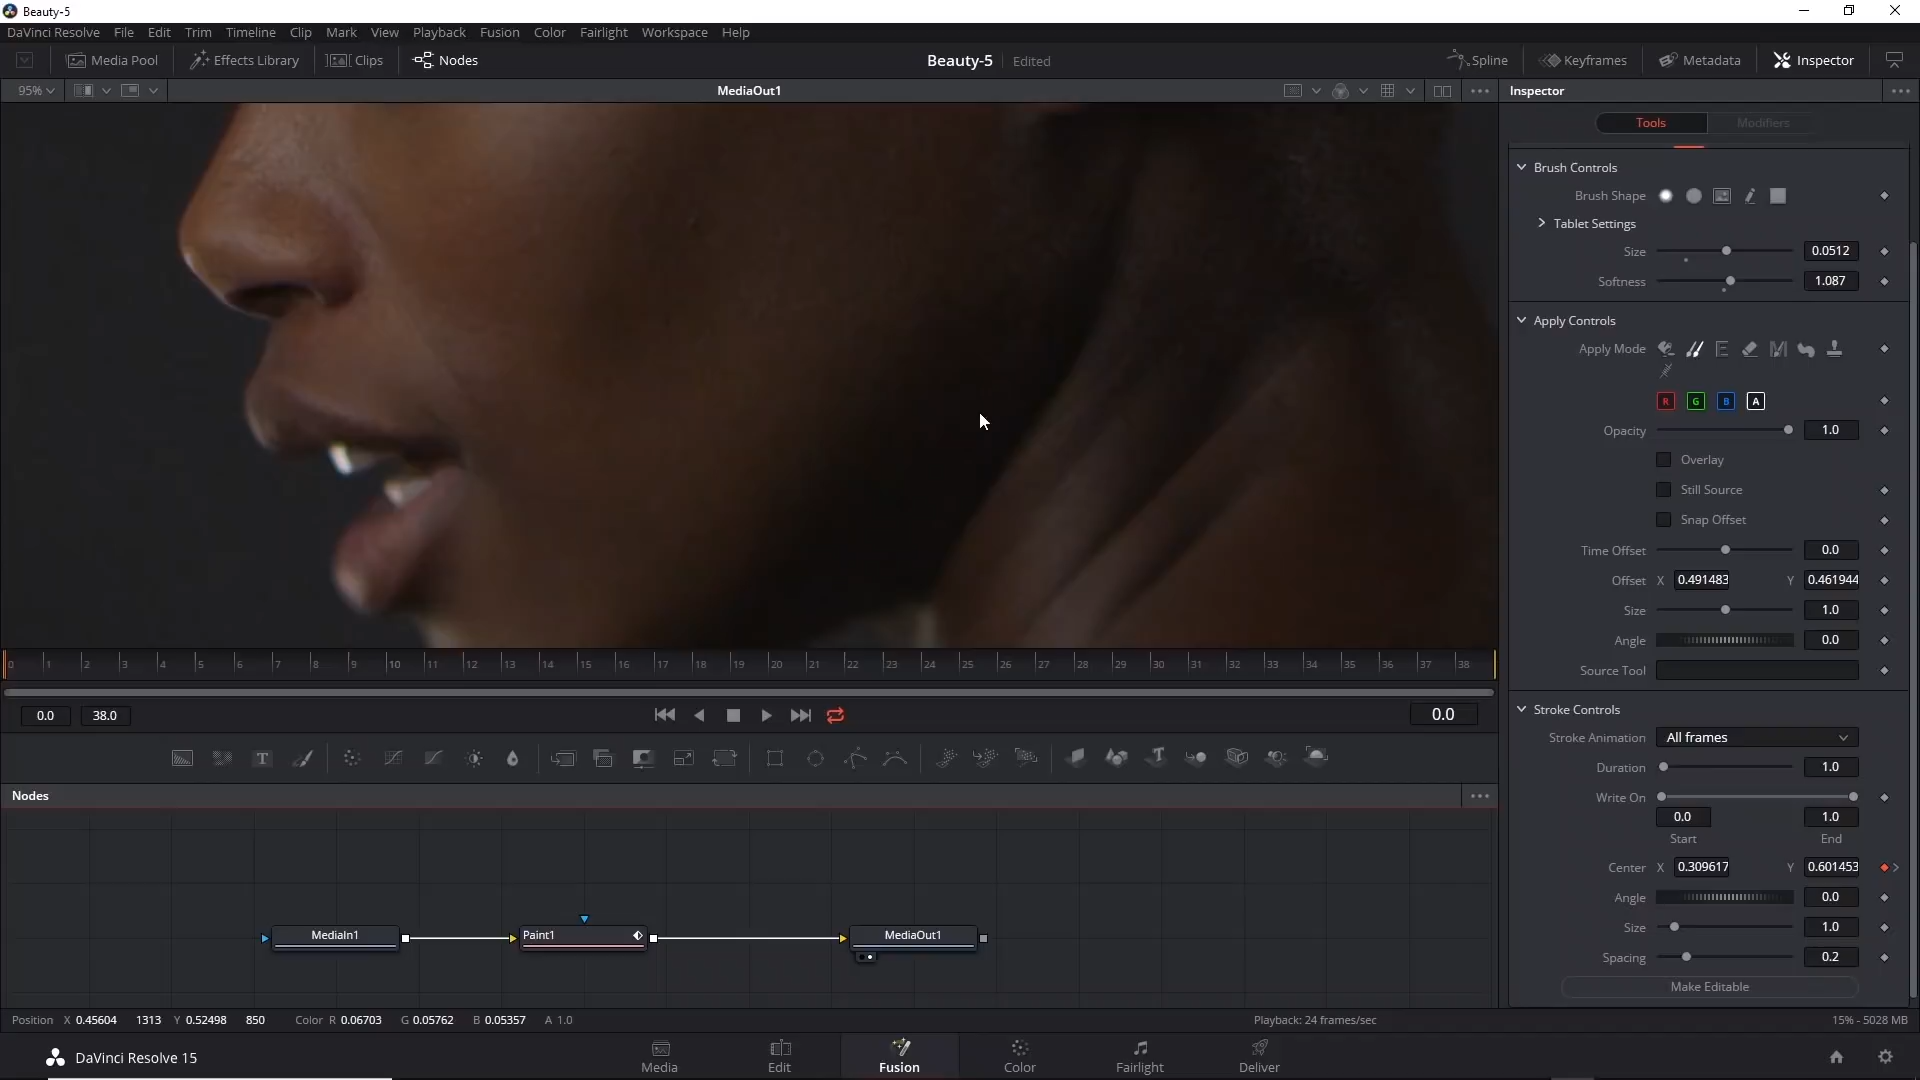 Beauty-5
DaVinci Resolve File Edit Trim Timeline Clip Mark View Playback Fusion Color Fairlight Workspace Help
Media Pool Effects Library Clips Nodes Beauty-5 Edited Spline Keyframes Metadata Inspector
95% MediaOut1 Inspector
Tools Modifiers
Brush Controls
Brush Shape
Tablet Settings
Size 0.0512
Softness 1.087
Apply Controls
Apply Mode
R G B A
Opacity 1.0
Overlay
Still Source
Snap Offset
Time Offset 0.0
Offset X 0.491483 Y 0.461944
Size 1.0
Angle 0.0
Source Tool
0 1 2 3 4 5 6 7 8 9 10 11 12 13 14 15 16 17 18 19 20 21 22 23 24 25 26 27 28 29 30 31 32 33 34 35 36 37 38
0.0 38.0 0.0
T T
Stroke Controls
Stroke Animation All frames
Duration 1.0
Write On
0.0 1.0
Start End
Center X 0.309617 Y 0.601453
Angle 0.0
Size 1.0
Spacing 0.2
Make Editable
Nodes
MediaIn1 Paint1 MediaOut1
Position X 0.45604 1313 Y 0.52498 850 Color R 0.06703 G 0.05762 B 0.05357 A 1.0 Playback: 24 frames/sec 15% - 5028 MB
DaVinci Resolve 15 Media Edit Fusion Color Fairlight Deliver